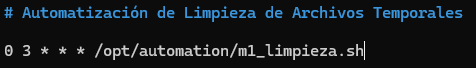 # Automatización de Limpieza de Archivos Temporales
0 3 * * * /opt/automation/m1_limpieza.sh